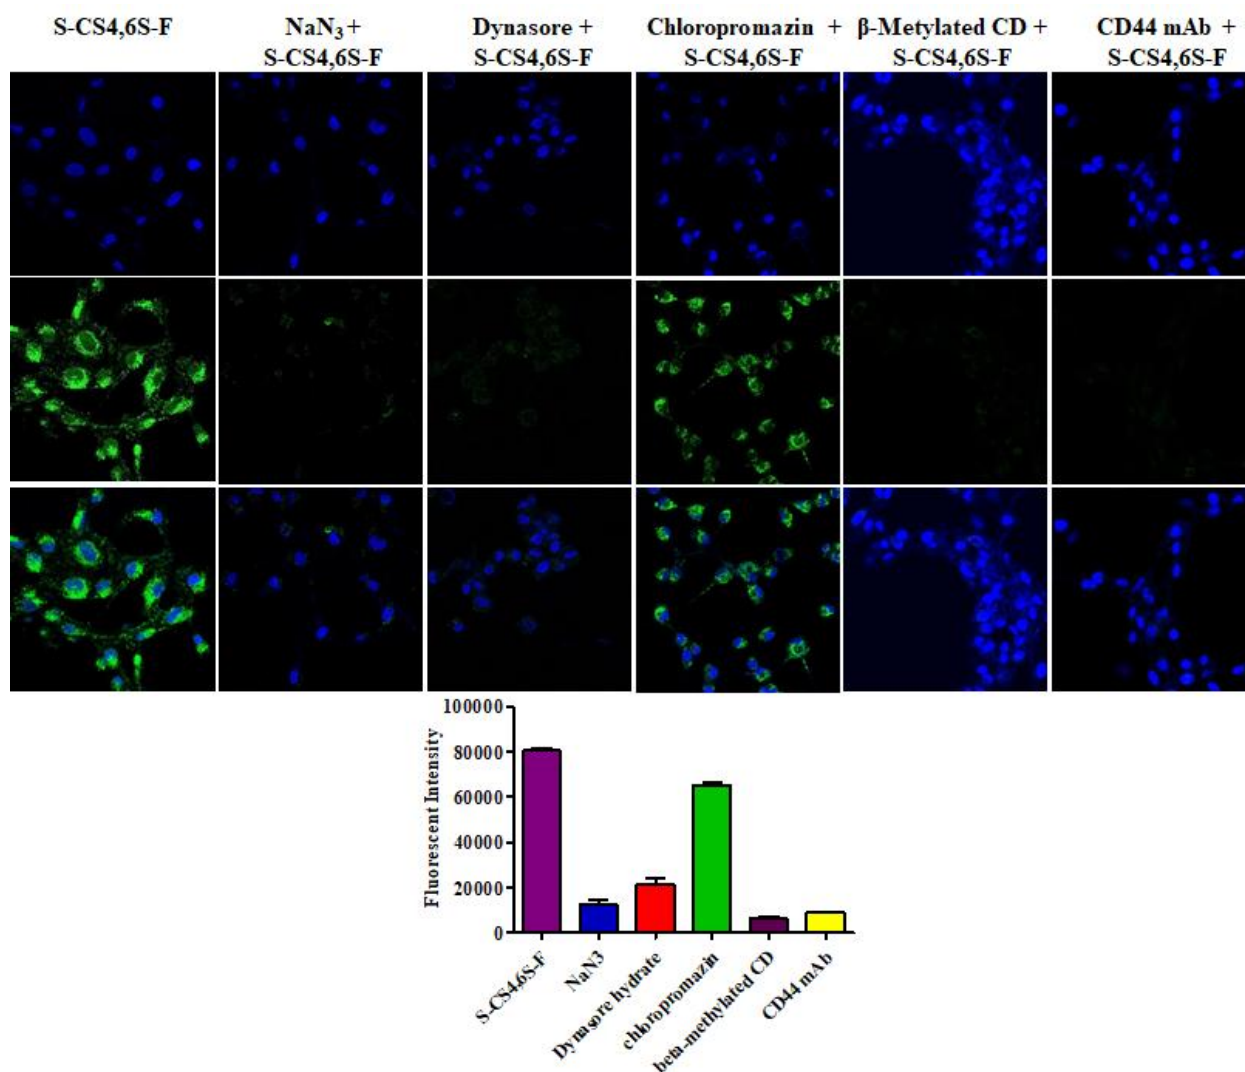 S-CS4,6S-F
NaN3 +
S-CS4,6S-F
Dynasore +
S-CS4,6S-F
Chloropromazin +
S-CS4,6S-F
β-Metylated CD +
S-CS4,6S-F
CD44 mAb +
S-CS4,6S-F
Fluorescent Intensity
100000
80000
60000
40000
20000
0
S-CS4,6S-F
NaN3
Dynasore hydrate
chloropromazin
beta-methylated CD
CD44 mAb